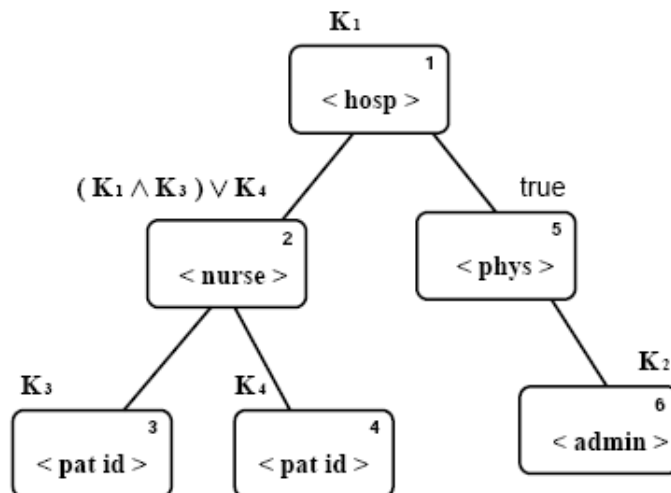 K₁
1
< hosp >
( K₁ ∧ K₃ ) ∨ K₄
true
2
< nurse >
5
< phys >
K₃
K₄
K₂
3
< pat id >
4
< pat id >
6
< admin >